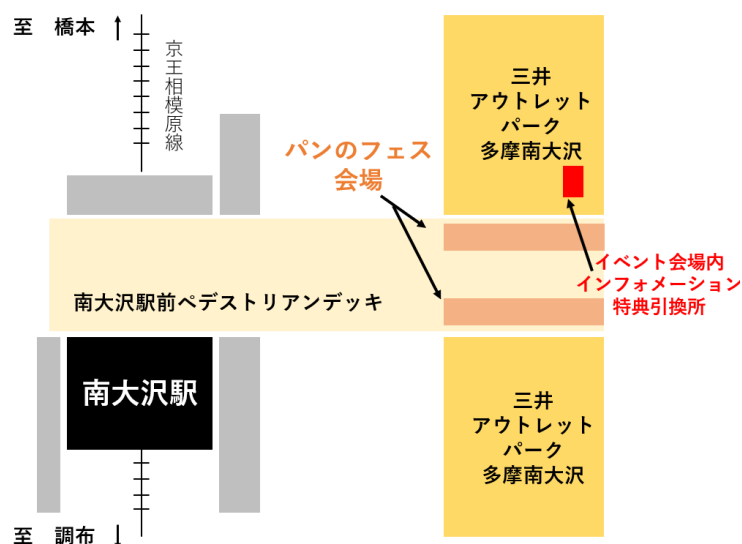 至　橋本
京王相模原線
三井
アウトレット
パーク
多摩南大沢
パンのフェス
会場
イベント会場内
インフォメーション
特典引換所
南大沢駅前ペデストリアンデッキ
南大沢駅
三井
アウトレット
パーク
多摩南大沢
至　調布